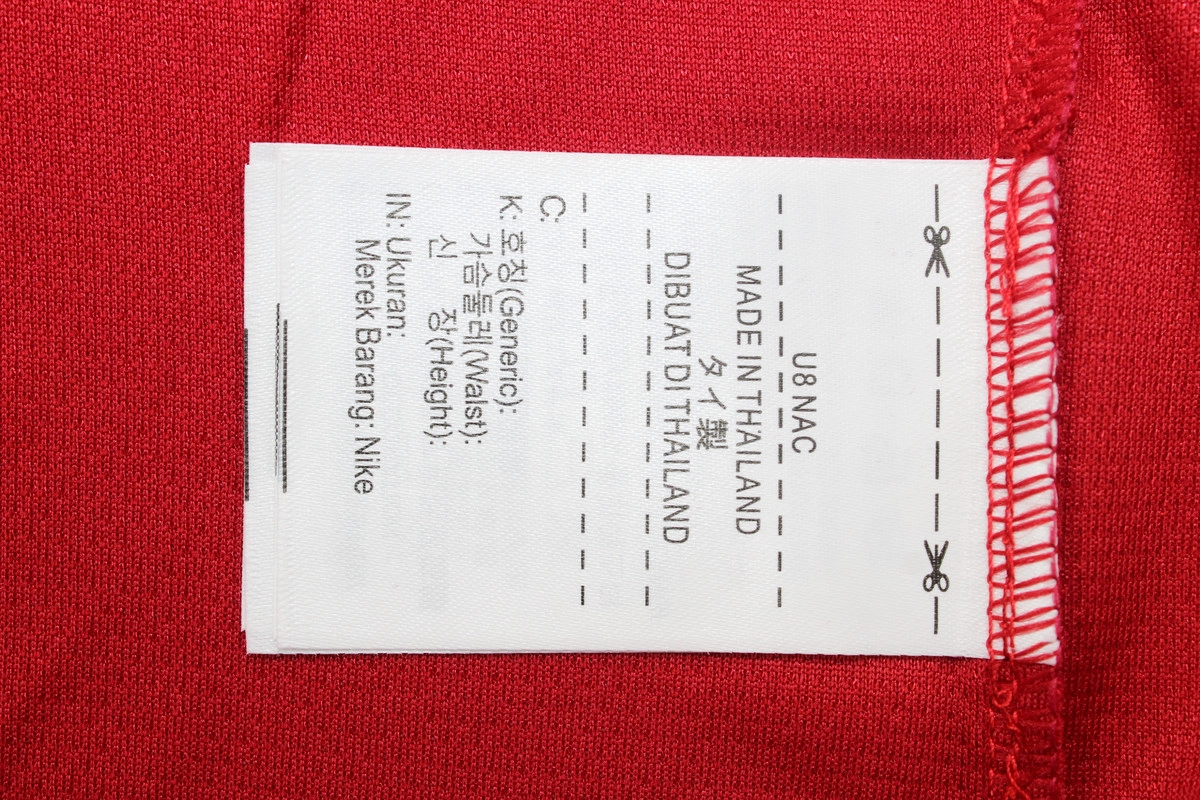 U8 NAC
MADE IN THAILAND
タイ製
DIBUAT DI THAILAND
C:
K: 호칭(Generic):
가슴둘레(Walst):
신 장(Height):
IN: Ukuran:
Merek Barang: Nike